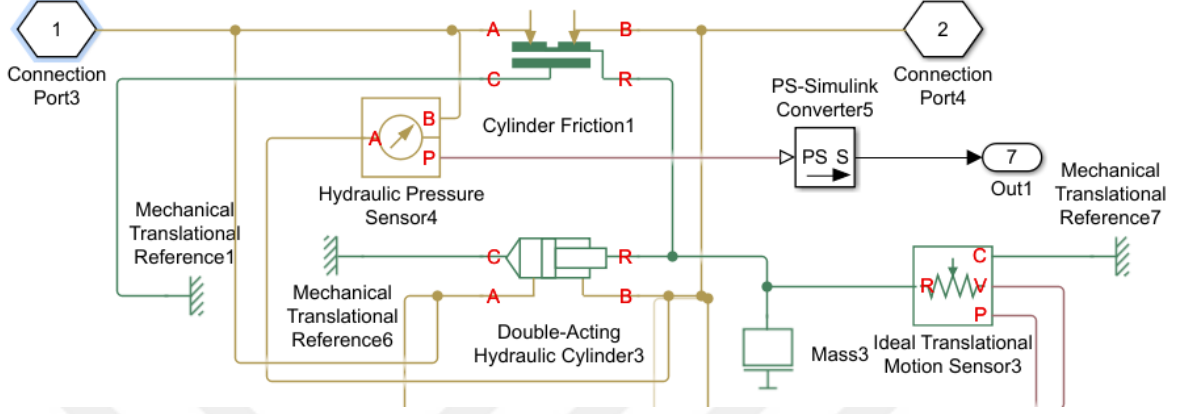 1
A
B
2
Connection
Port3
C
R
Connection
Port4
PS-Simulink
Converter5
B
A
P
Cylinder Friction1
PS S
7
Out1
Hydraulic Pressure
Sensor4
Mechanical
Translational
Reference7
Mechanical
Translational
Reference1
C
R
C
R
V
P
A
B
Mechanical
Translational
Reference6
Double-Acting
Hydraulic Cylinder3
Mass3
Ideal Translational
Motion Sensor3